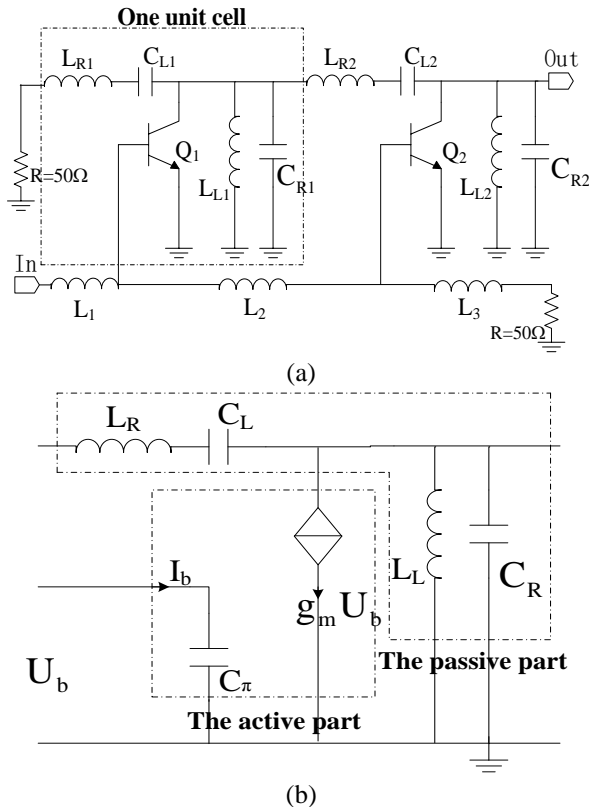 One unit cell
L_R1 C_L1 L_R2 C_L2 Out
Q_1 Q_2
R=50Ω L_L1 C_R1 L_L2 C_R2
In
L_1 L_2 L_3
R=50Ω
(a)
L_R C_L
I_b L_L C_R
g_m U_b
U_b C_π The passive part
The active part
(b)